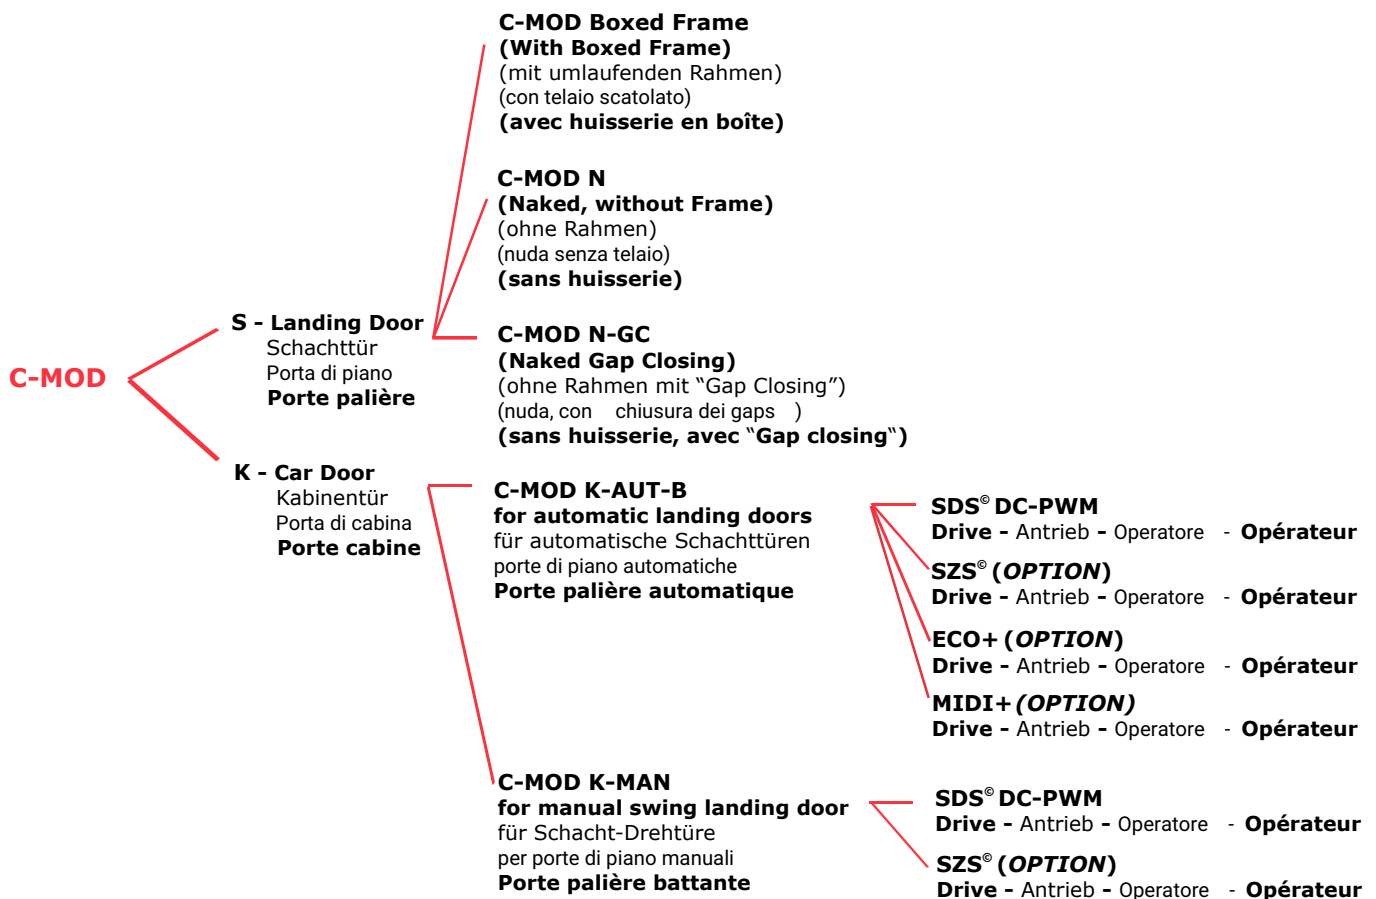 C-MOD
S - Landing Door
Schachttür
Porta di piano
Porte palière
K - Car Door
Kabinentür
Porta di cabina
Porte cabine
C-MOD Boxed Frame
(With Boxed Frame)
(mit umlaufenden Rahmen)
(con telaio scatolato)
(avec huisserie en boîte)
C-MOD N
(Naked, without Frame)
(ohne Rahmen)
(nuda senza telaio)
(sans huisserie)
C-MOD N-GC
(Naked Gap Closing)
(ohne Rahmen mit “Gap Closing”)
(nuda, con chiusura dei gaps )
(sans huisserie, avec “Gap closing“)
C-MOD K-AUT-B
for automatic landing doors
für automatische Schachttüren
porte di piano automatiche
Porte palière automatique
SDS© DC-PWM
Drive - Antrieb - Operatore - Opérateur
SZS© (OPTION)
Drive - Antrieb - Operatore - Opérateur
ECO+ (OPTION)
Drive - Antrieb - Operatore - Opérateur
MIDI+ (OPTION)
Drive - Antrieb - Operatore - Opérateur
C-MOD K-MAN
for manual swing landing door
für Schacht-Drehtüre
per porte di piano manuali
Porte palière battante
SDS© DC-PWM
Drive - Antrieb - Operatore - Opérateur
SZS© (OPTION)
Drive - Antrieb - Operatore - Opérateur